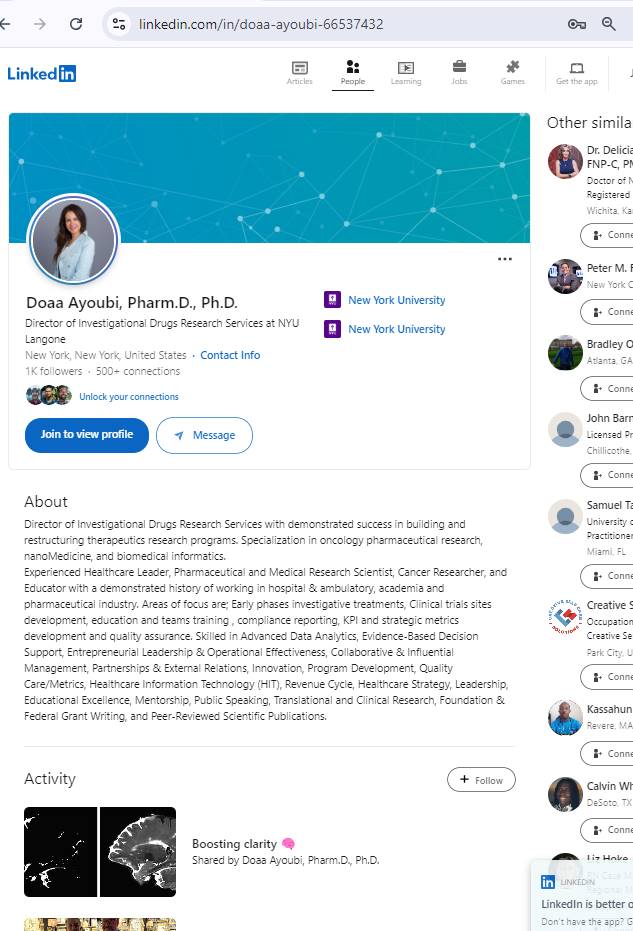 linkedin.com/in/doaa-ayoubi-66537432
Linked in
Articles
People
Learning
Jobs
Games
Get the app
Doaa Ayoubi, Pharm.D., Ph.D.
Director of Investigational Drugs Research Services at NYU
Langone
New York, New York, United States · Contact Info
1K followers · 500+ connections
Unlock your connections
Join to view profile
Message
New York University
New York University
About
Director of Investigational Drugs Research Services with demonstrated success in building and
restructuring therapeutics research programs. Specialization in oncology pharmaceutical research,
nanoMedicine, and biomedical informatics.
Experienced Healthcare Leader, Pharmaceutical and Medical Research Scientist, Cancer Researcher, and
Educator with a demonstrated history of working in hospital & ambulatory, academia and
pharmaceutical industry. Areas of focus are; Early phases investigative treatments, Clinical trials sites
development, education and teams training , compliance reporting, KPI and strategic metrics
development and quality assurance. Skilled in Advanced Data Analytics, Evidence-Based Decision
Support, Entrepreneurial Leadership & Operational Effectiveness, Collaborative & Influential
Management, Partnerships & External Relations, Innovation, Program Development, Quality
Care/Metrics, Healthcare Information Technology (HIT), Revenue Cycle, Healthcare Strategy, Leadership,
Educational Excellence, Mentorship, Public Speaking, Translational and Clinical Research, Foundation &
Federal Grant Writing, and Peer-Reviewed Scientific Publications.
Activity
+ Follow
Boosting clarity 🧠
Shared by Doaa Ayoubi, Pharm.D., Ph.D.
Other simila
Dr. Delicia
FNP-C, PM
Doctor of N
Registered
Wichita, Ka
Conne
Peter M. F
New York C
Conne
Bradley O
Atlanta, GA
Conne
John Barn
Licensed Pr
Chillicothe,
Conne
Samuel Ta
University o
Practitioner
Miami, FL
Conne
Creative S
Occupation
Creative Se
Park City, U
Conne
Kassahun
Revere, MA
Conne
Calvin Wh
DeSoto, TX
Conne
Liz Hoke
LINKEDIN
LinkedIn is better o
Don't have the app? G